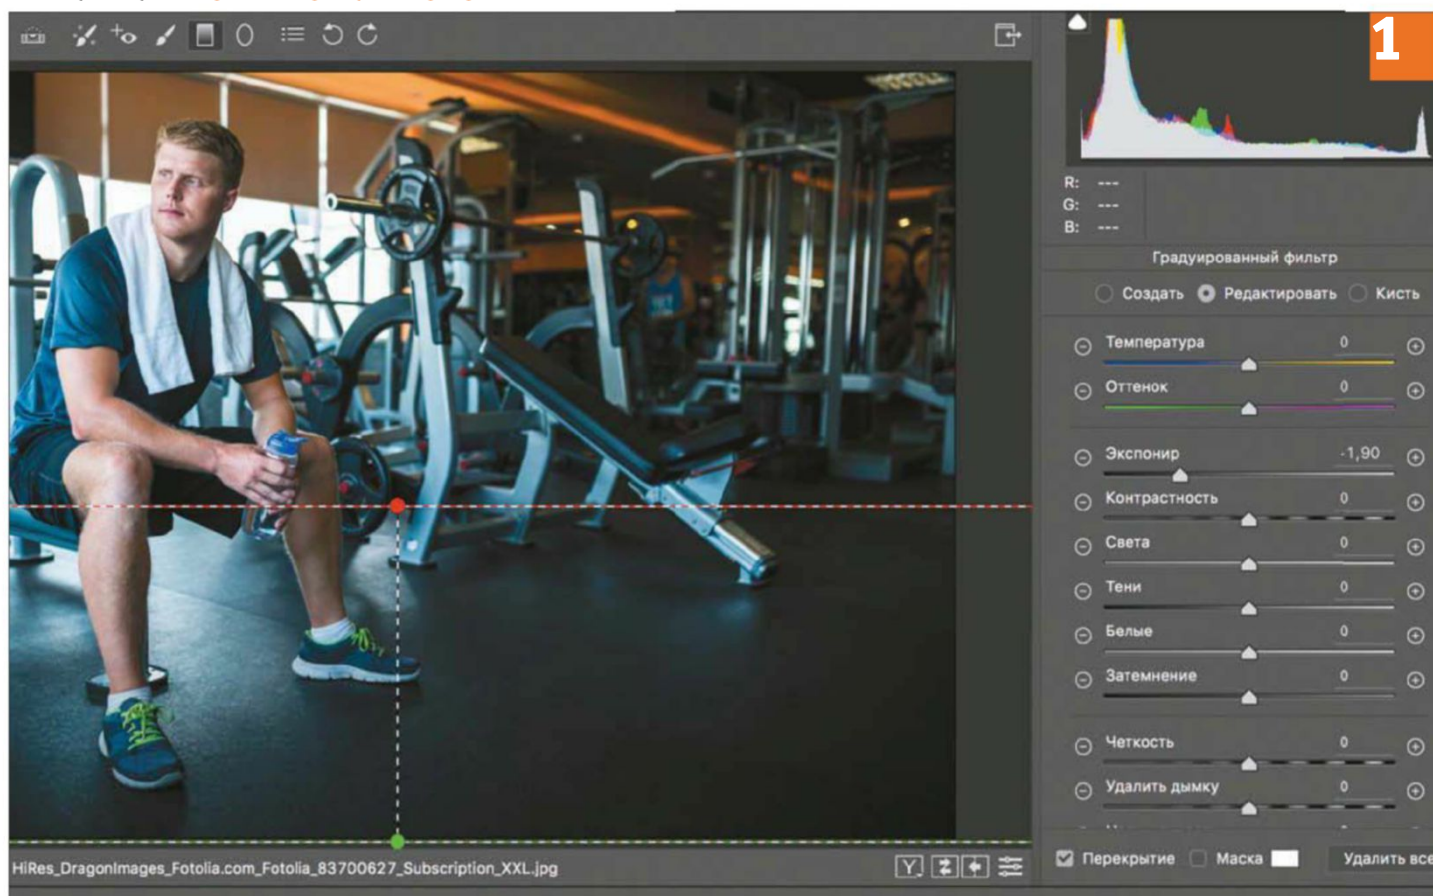 1
R: ---
G: ---
B: ---
Градуированный фильтр
Создать Редактировать Кисть
Температура 0
Оттенок 0
Экспонир -1,90
Контрастность 0
Света 0
Тени 0
Белые 0
Затемнение 0
Четкость 0
Удалить дымку 0
HiRes_DragonImages_Fotolia.com_Fotolia_83700627_Subscription_XXL.jpg
Y
Перекрытие Маска Удалить все